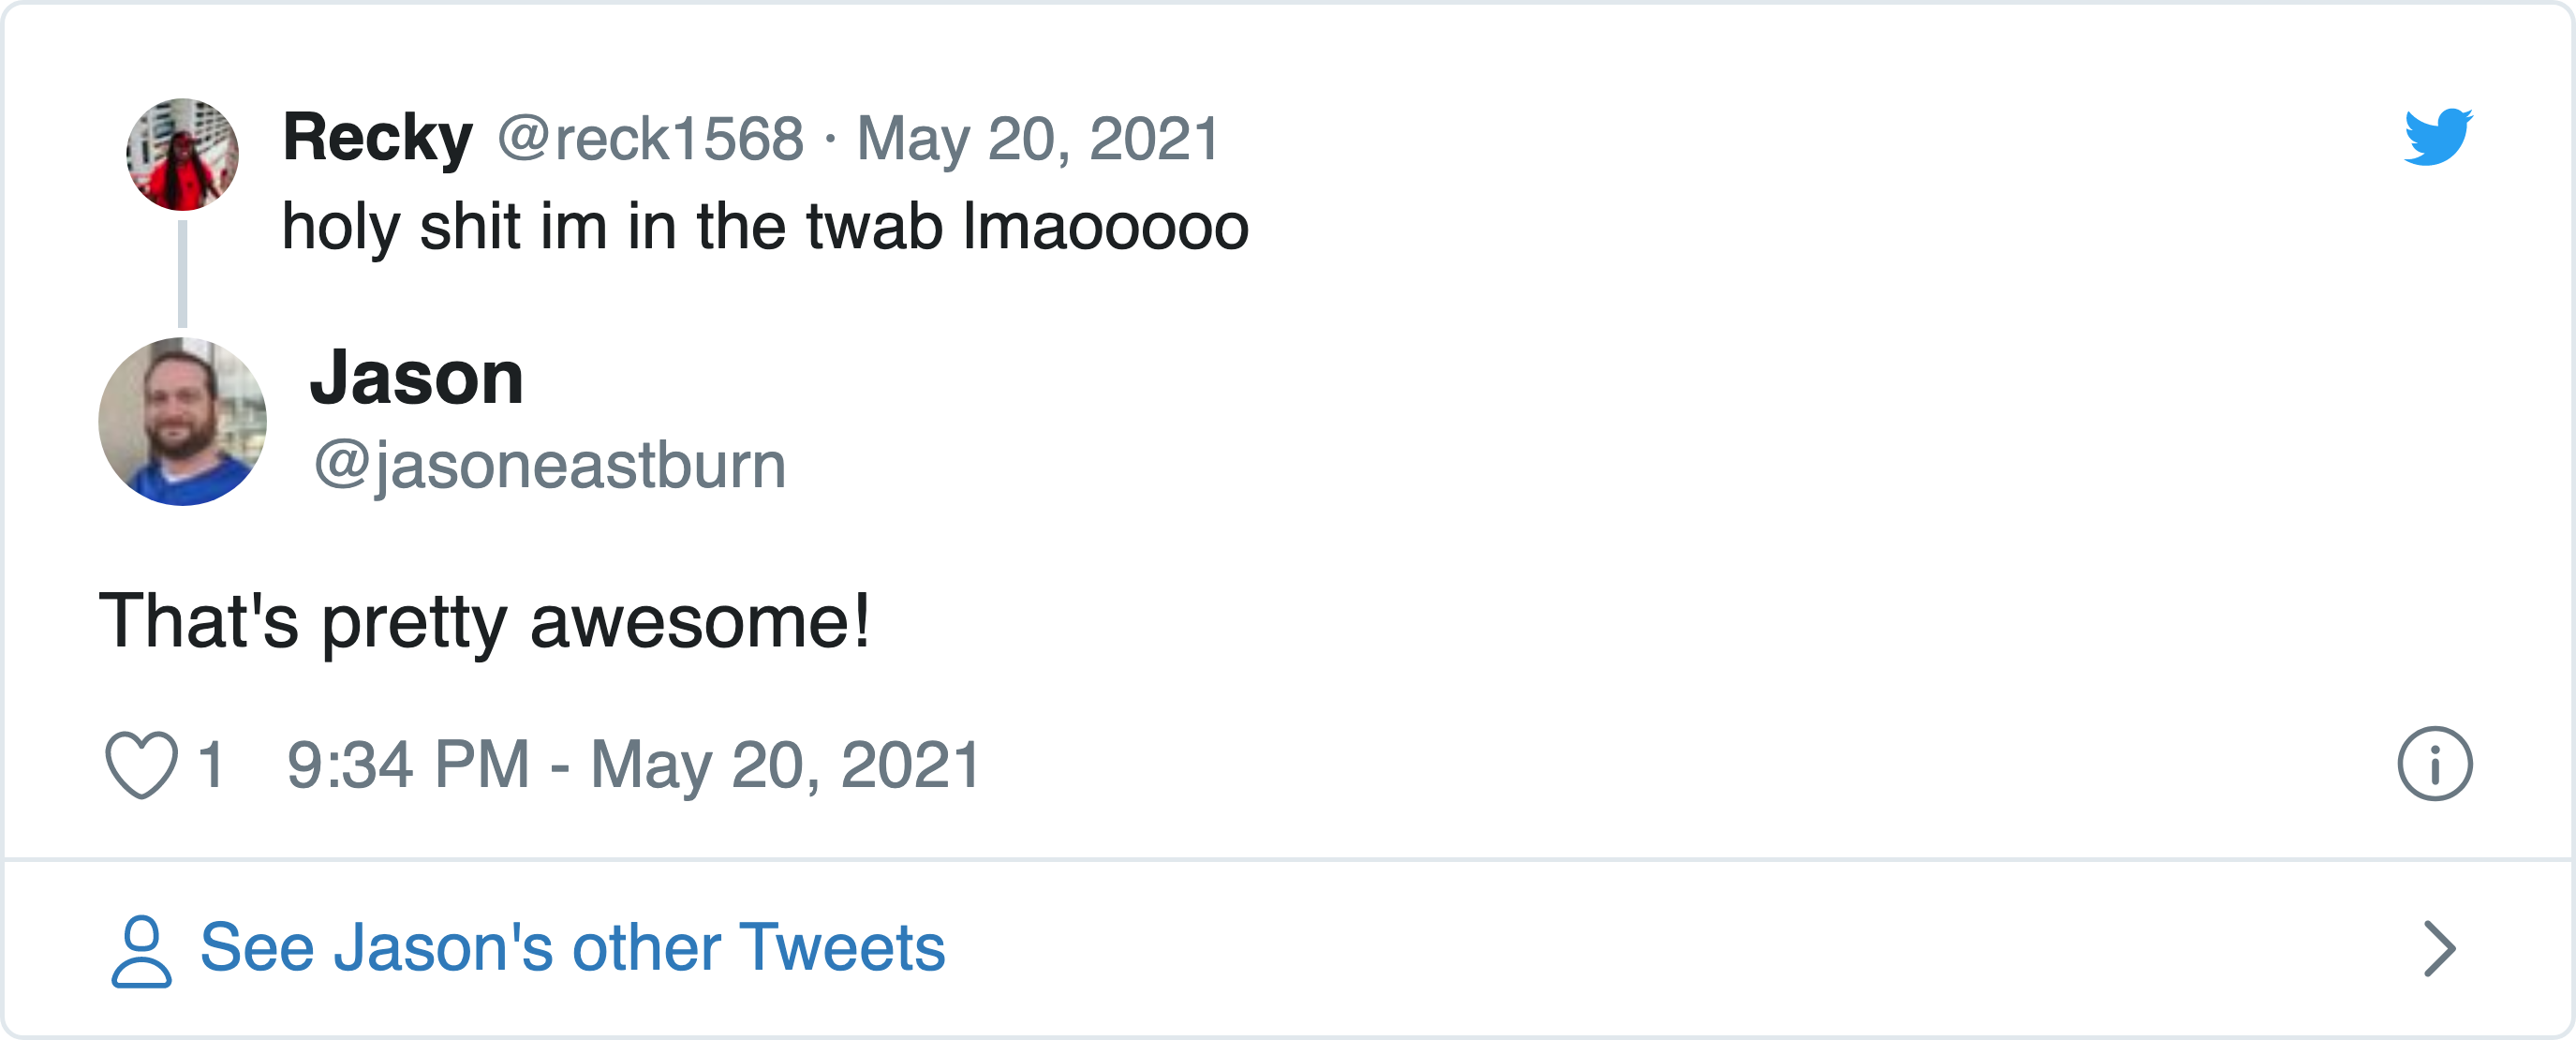 Recky @reck1568 · May 20, 2021
holy shit im in the twab lmaooooo
Jason
@jasoneastburn
That's pretty awesome!
1 9:34 PM - May 20, 2021
See Jason's other Tweets